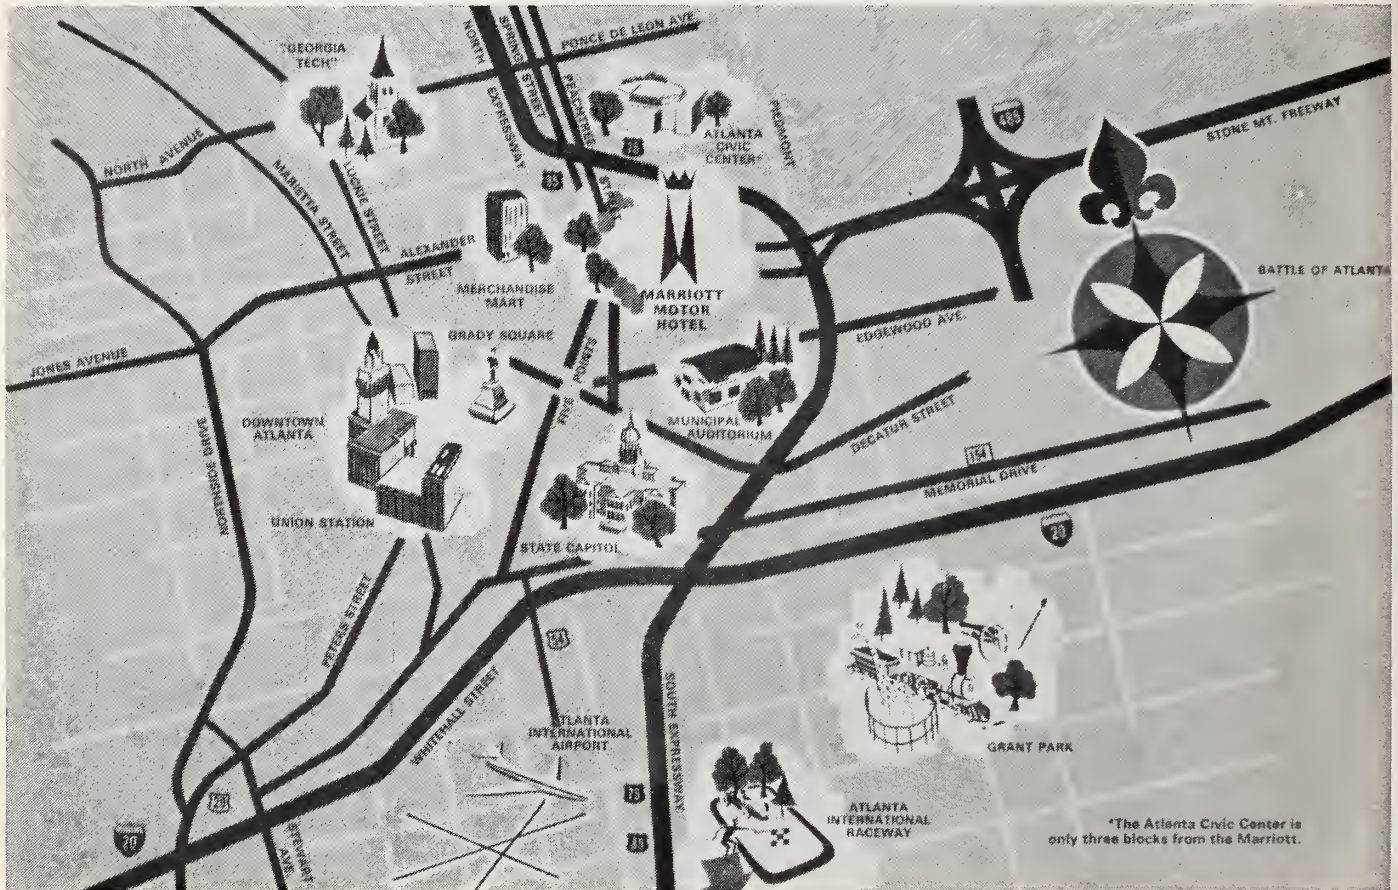 "GEORGIA
TECH"
NORTH EXPRESSWAY
SPRING STREET
PEACHTREE STREET
PONCE DE LEON AVE
PIEDMONT
ATLANTA
CIVIC
CENTER*
75
85
485
STONE MT. FREEWAY
NORTH AVENUE
MARIETTA STREET
LUCKIE STREET
ALEXANDER
STREET
MERCHANDISE
MART
MARRIOTT
MOTOR
HOTEL
BATTLE OF ATLANTA
EDGEWOOD AVE.
GRADY SQUARE
FIVE POINTS
JONES AVENUE
DOWNTOWN
ATLANTA
MUNICIPAL
AUDITORIUM
DECATUR STREET
154
MEMORIAL DRIVE
NORTHSIDE DRIVE
UNION STATION
STATE CAPITOL
20
PETERS STREET
54
WHITEHALL STREET
ATLANTA
INTERNATIONAL
AIRPORT
SOUTH EXPRESSWAY
GRANT PARK
75
85
29
20
STEWART
AVE.
ATLANTA
INTERNATIONAL
RACEWAY
*The Atlanta Civic Center is
only three blocks from the Marriott.